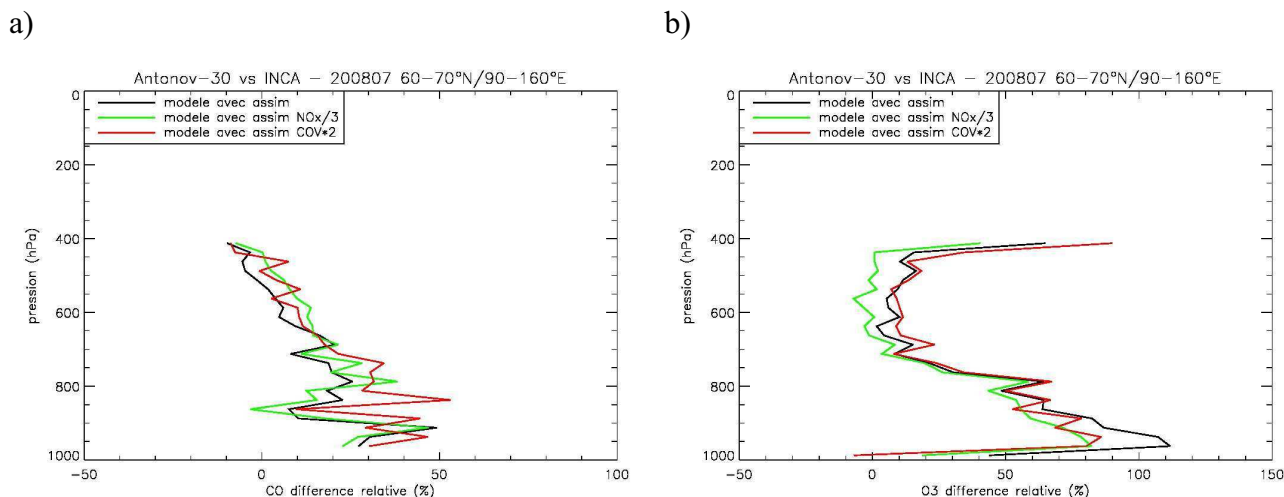 a)
b)
Antonov-30 vs INCA - 200807 60-70°N/90-160°E
modele avec assim
modele avec assim NOx/3
modele avec assim COV*2
0
200
400
600
800
1000
pression (hPa)
-50
0
50
100
CO difference relative (%)
Antonov-30 vs INCA - 200807 60-70°N/90-160°E
modele avec assim
modele avec assim NOx/3
modele avec assim COV*2
0
200
400
600
800
1000
pression (hPa)
-50
0
50
100
150
O3 difference relative (%)